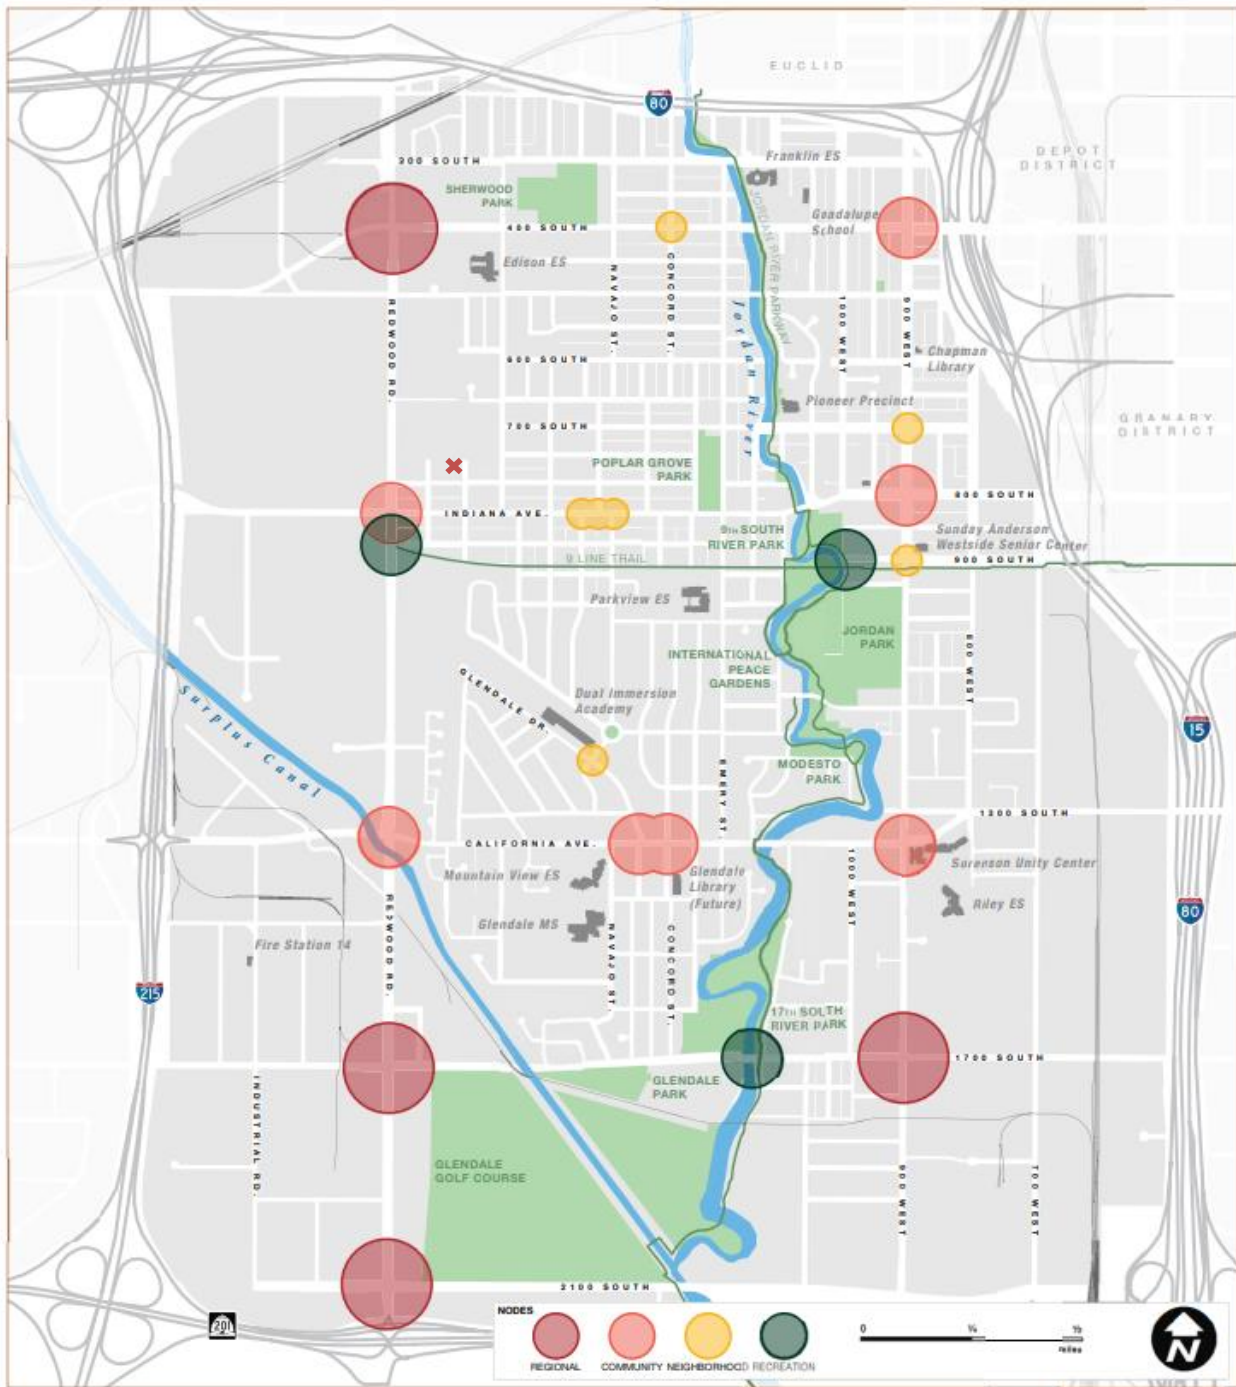 EUCLID
80
DEPOT
DISTRICT
300 SOUTH
Franklin ES
SHERWOOD
PARK
Goadalupe
School
400 SOUTH
JORDAN RIVER PARKWAY
Edison ES
NAVAJO ST.
CONCORD ST.
REDWOOD RD.
Jordan River
1000 WEST
900 WEST
Chapman
Library
600 SOUTH
Pioneer Precinct
GRANARY
DISTRICT
700 SOUTH
POPLAR GROVE
PARK
800 SOUTH
INDIANA AVE.
9TH SOUTH
RIVER PARK
Sunday Anderson
Westside Senior Center
900 SOUTH
9 LINE TRAIL
Parkview ES
JORDAN
PARK
800 WEST
INTERNATIONAL
PEACE
GARDENS
GLENDALE DR.
Dual Immersion
Academy
Surplus Canal
15
MODESTO
PARK
EMERY ST.
1300 SOUTH
CALIFORNIA AVE.
Mountain View ES
Glendale
Library
(Future)
1000 WEST
Sorenson Unity Center
Riley ES
80
REDWOOD RD.
Glendale MS
NAVAJO ST.
CONCORD ST.
Fire Station 14
215
17TH SOUTH
RIVER PARK
1700 SOUTH
GLENDALE
PARK
INDUSTRIAL RD.
GLENDALE
GOLF COURSE
900 WEST
700 WEST
2100 SOUTH
201
NODES
REGIONAL
COMMUNITY
NEIGHBORHOOD
RECREATION
0 ¼ ½
miles
N